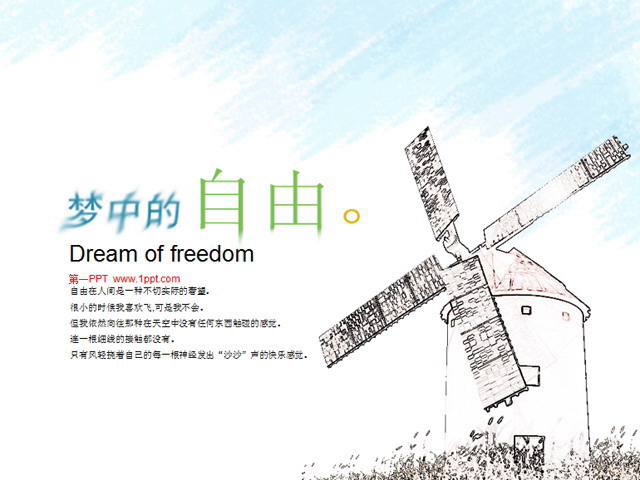 梦中的自由。
Dream of freedom
第一PPT www.1ppt.com
自由在人间是一种不切实际的奢望。
很小的时候我喜欢飞,可是我不会。
但我依然向往那种在天空中没有任何东西触碰的感觉。
连一根细线的接触都没有。
只有风轻挠着自己的每一根神经发出“沙沙”声的快乐感觉。